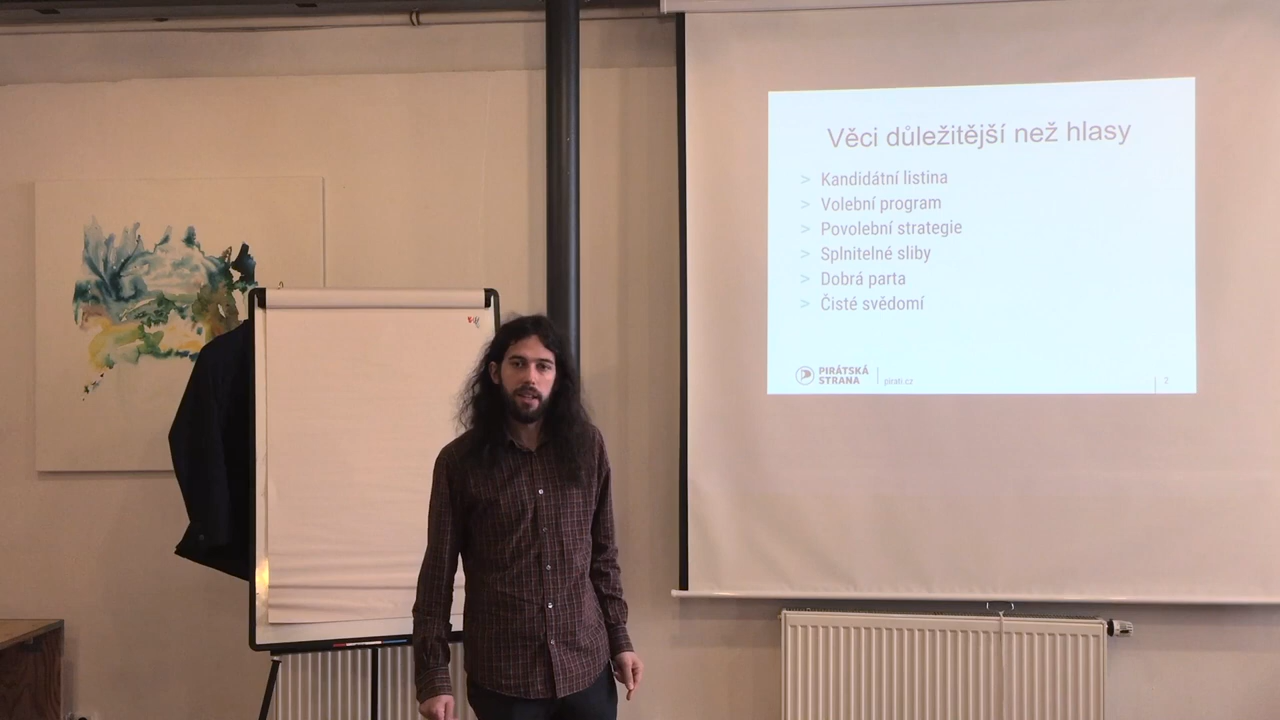 Věci důležitější než hlasy
> Kandidátní listina
> Volební program
> Povolební strategie
> Splnitelné sliby
> Dobrá parta
> Čisté svědomí
PIRÁTSKÁ
STRANA
pirati.cz
2